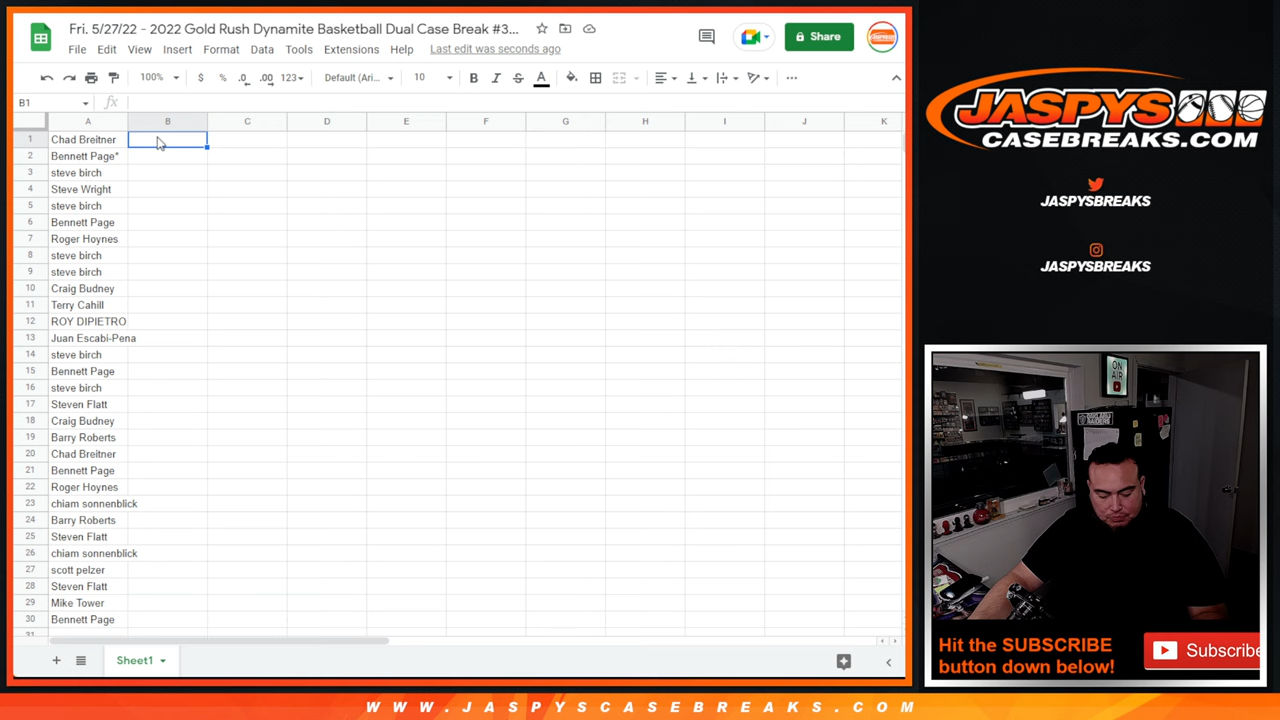 Fri. 5/27/22 - 2022 Gold Rush Dynamite Basketball Dual Case Break #3...
File Edit View Insert Format Data Tools Extensions Help Last edit was seconds ago
Share
100% $ % .0 .00 123 Default (Ari... 10 B I S A
B1 fx
A B C D E F G H I J K
1 Chad Breitner
2 Bennett Page*
3 steve birch
4 Steve Wright
5 steve birch
6 Bennett Page
7 Roger Hoynes
8 steve birch
9 steve birch
10 Craig Budney
11 Terry Cahill
12 ROY DIPIETRO
13 Juan Escabi-Pena
14 steve birch
15 Bennett Page
16 steve birch
17 Steven Flatt
18 Craig Budney
19 Barry Roberts
20 Chad Breitner
21 Bennett Page
22 Roger Hoynes
23 chiam sonnenblick
24 Barry Roberts
25 Steven Flatt
26 chiam sonnenblick
27 scott pelzer
28 Steven Flatt
29 Mike Tower
30 Bennett Page
31
Sheet1
JASPYS
CASEBREAKS.COM
JASPYSBREAKS
JASPYSBREAKS
ON
AIR
Hit the SUBSCRIBE
button down below!
Subscribe
WWW.JASPYSCASEBREAKS.COM